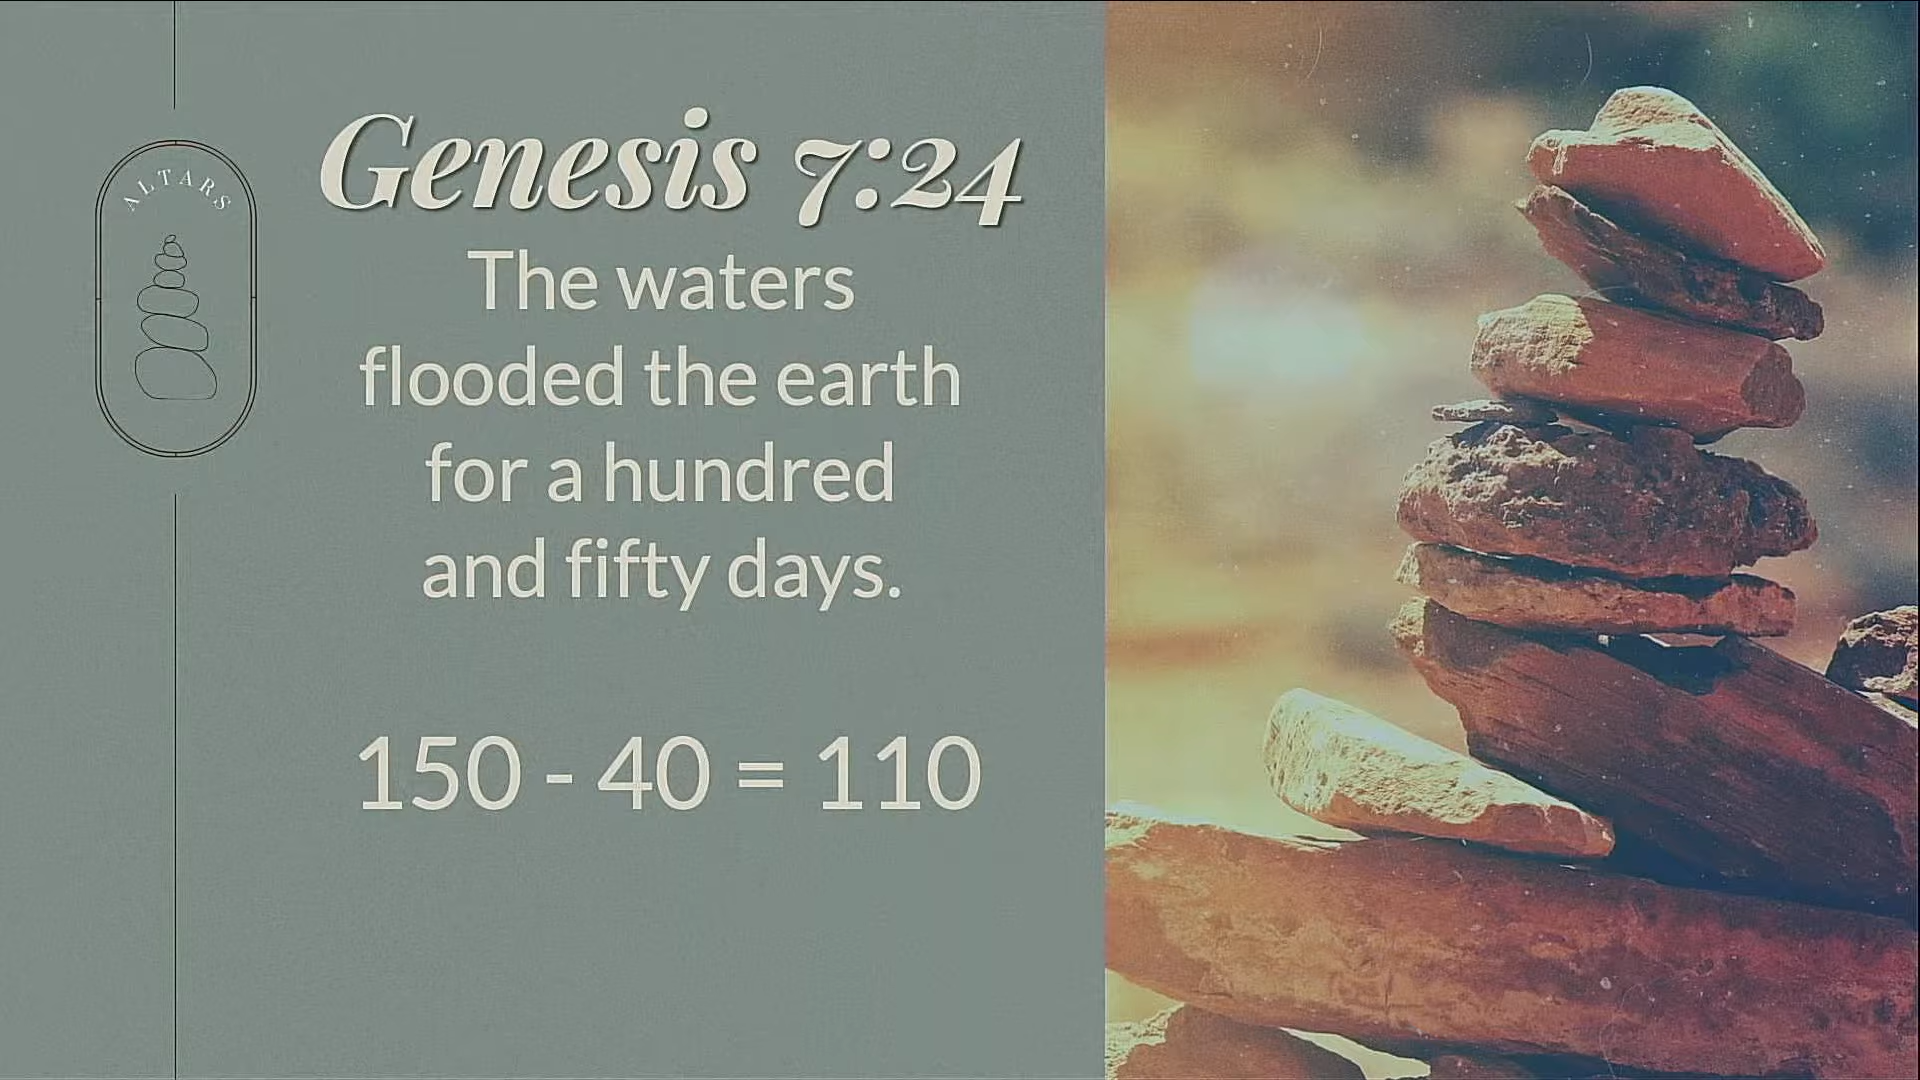 ALTARS
Genesis 7:24
The waters
flooded the earth
for a hundred
and fifty days.
150 - 40 = 110